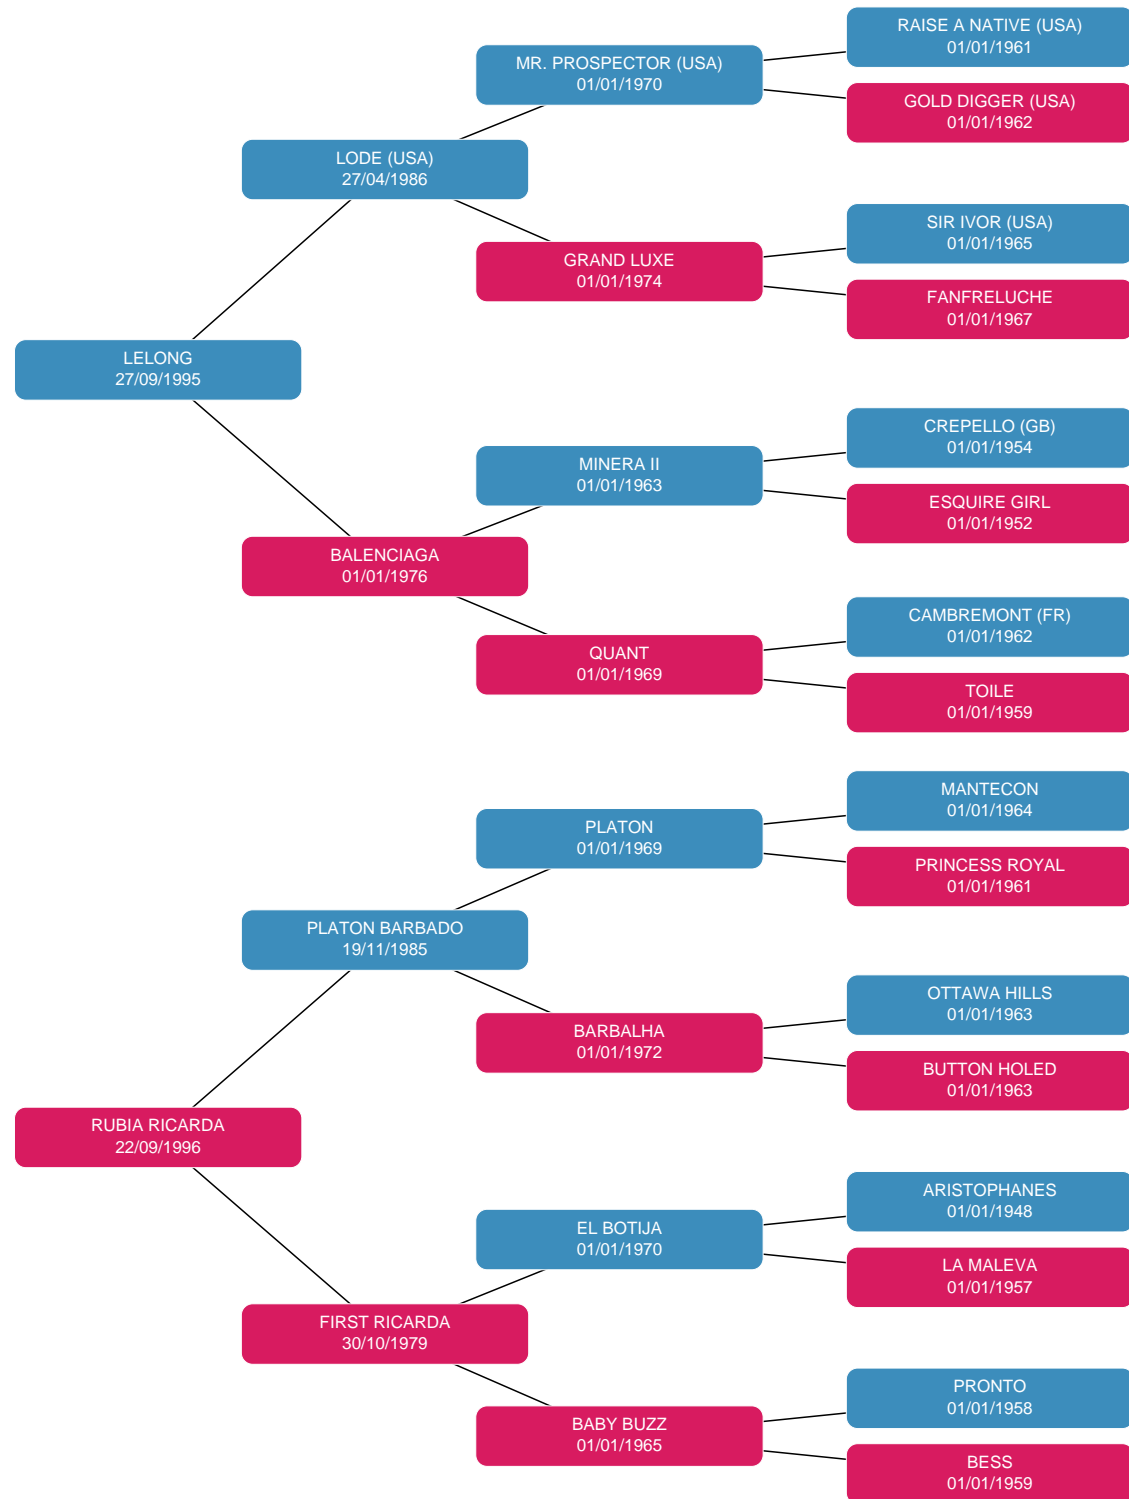 RAISE A NATIVE (USA)
01/01/1961
MR. PROSPECTOR (USA)
01/01/1970
GOLD DIGGER (USA)
01/01/1962
LODE (USA)
27/04/1986
SIR IVOR (USA)
01/01/1965
GRAND LUXE
01/01/1974
FANFRELUCHE
01/01/1967
LELONG
27/09/1995
CREPELLO (GB)
01/01/1954
MINERA II
01/01/1963
ESQUIRE GIRL
01/01/1952
BALENCIAGA
01/01/1976
CAMBREMONT (FR)
01/01/1962
QUANT
01/01/1969
TOILE
01/01/1959
MANTECON
01/01/1964
PLATON
01/01/1969
PRINCESS ROYAL
01/01/1961
PLATON BARBADO
19/11/1985
OTTAWA HILLS
01/01/1963
BARBALHA
01/01/1972
BUTTON HOLED
01/01/1963
RUBIA RICARDA
22/09/1996
ARISTOPHANES
01/01/1948
EL BOTIJA
01/01/1970
LA MALEVA
01/01/1957
FIRST RICARDA
30/10/1979
PRONTO
01/01/1958
BABY BUZZ
01/01/1965
BESS
01/01/1959